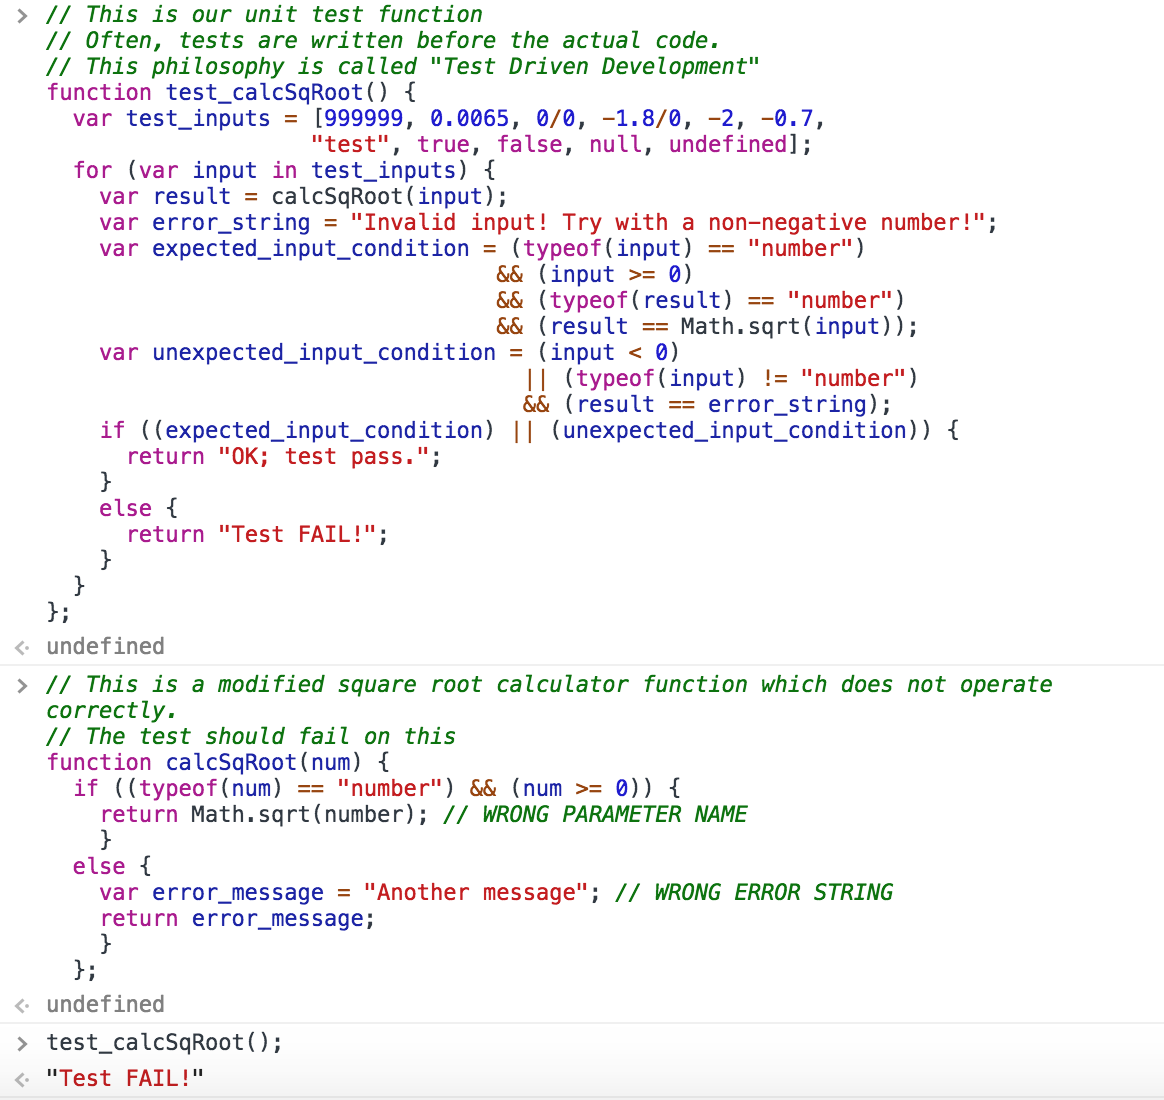 > // This is our unit test function
// Often, tests are written before the actual code.
// This philosophy is called "Test Driven Development"
function test_calcSqRoot() {
  var test_inputs = [999999, 0.0065, 0/0, -1.8/0, -2, -0.7,
                    "test", true, false, null, undefined];
  for (var input in test_inputs) {
    var result = calcSqRoot(input);
    var error_string = "Invalid input! Try with a non-negative number!";
    var expected_input_condition = (typeof(input) == "number")
                                  && (input >= 0)
                                  && (typeof(result) == "number")
                                  && (result == Math.sqrt(input));
    var unexpected_input_condition = (input < 0)
                                    || (typeof(input) != "number")
                                    && (result == error_string);
    if ((expected_input_condition) || (unexpected_input_condition)) {
      return "OK; test pass.";
    }
    else {
      return "Test FAIL!";
    }
  }
};
<· undefined
> // This is a modified square root calculator function which does not operate
correctly.
// The test should fail on this
function calcSqRoot(num) {
  if ((typeof(num) == "number") && (num >= 0)) {
    return Math.sqrt(number); // WRONG PARAMETER NAME
    }
  else {
    var error_message = "Another message"; // WRONG ERROR STRING
    return error_message;
    }
  };
<· undefined
> test_calcSqRoot();
<· "Test FAIL!"